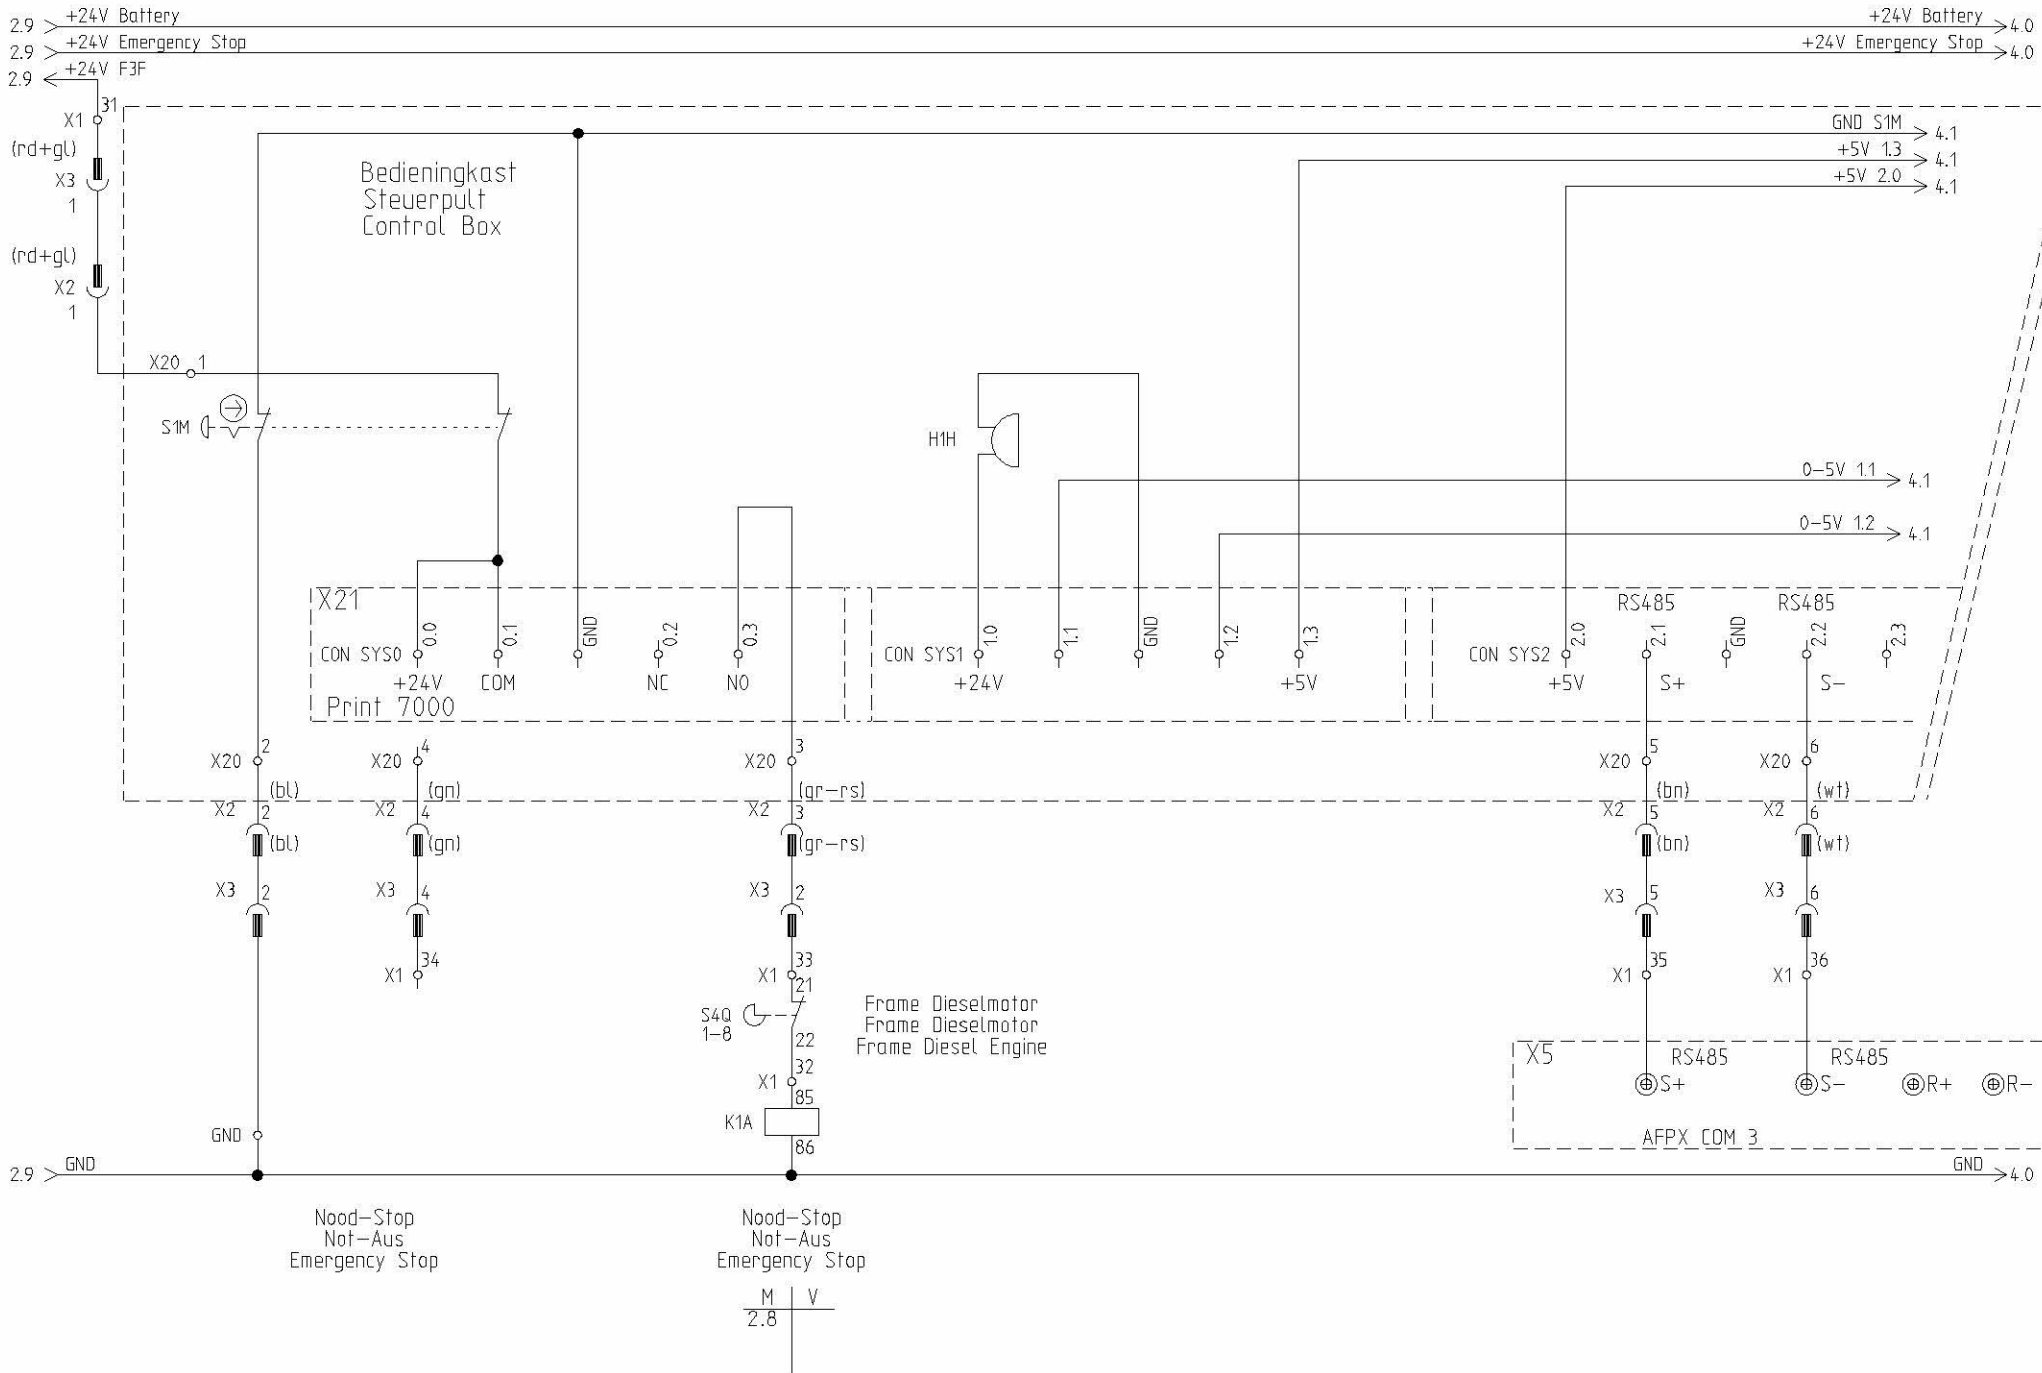 2.9 +24V Battery +24V Battery 4.0
2.9 +24V Emergency Stop +24V Emergency Stop 4.0
2.9 +24V F3F
X1 31
(rd+gl)
X3
1
(rd+gl)
X2
1
GND S1M 4.1
+5V 1.3 4.1
+5V 2.0 4.1
Bedieningkast
Steuerpult
Control Box
X20 1
S1M
H1H
0-5V 1.1 4.1
0-5V 1.2 4.1
X21
RS485 RS485
CON SYS0 0.0 0.1 GND 0.2 0.3
CON SYS1 1.0 1.1 GND 1.2 1.3
CON SYS2 2.0 2.1 GND 2.2 2.3
+24V COM NC NO +24V +5V +5V S+ S-
Print 7000
X20 2 X20 4 X20 3 X20 5 X20 6
(bl) (gn) (gr-rs) (bn) (wt)
X2 2 X2 4 X2 3 X2 5 X2 6
(bl) (gn) (gr-rs) (bn) (wt)
X3 2 X3 4 X3 2 X3 5 X3 6
X1 34 X1 33 X1 35 X1 36
21
S4Q
1-8
22
Frame Dieselmotor
Frame Dieselmotor
Frame Diesel Engine
X1 32
85
K1A
86
X5 RS485 RS485
S+ S- R+ R-
AFPX COM 3
GND
2.9 GND GND 4.0
Nood-Stop
Not-Aus
Emergency Stop
Nood-Stop
Not-Aus
Emergency Stop
M V
2.8